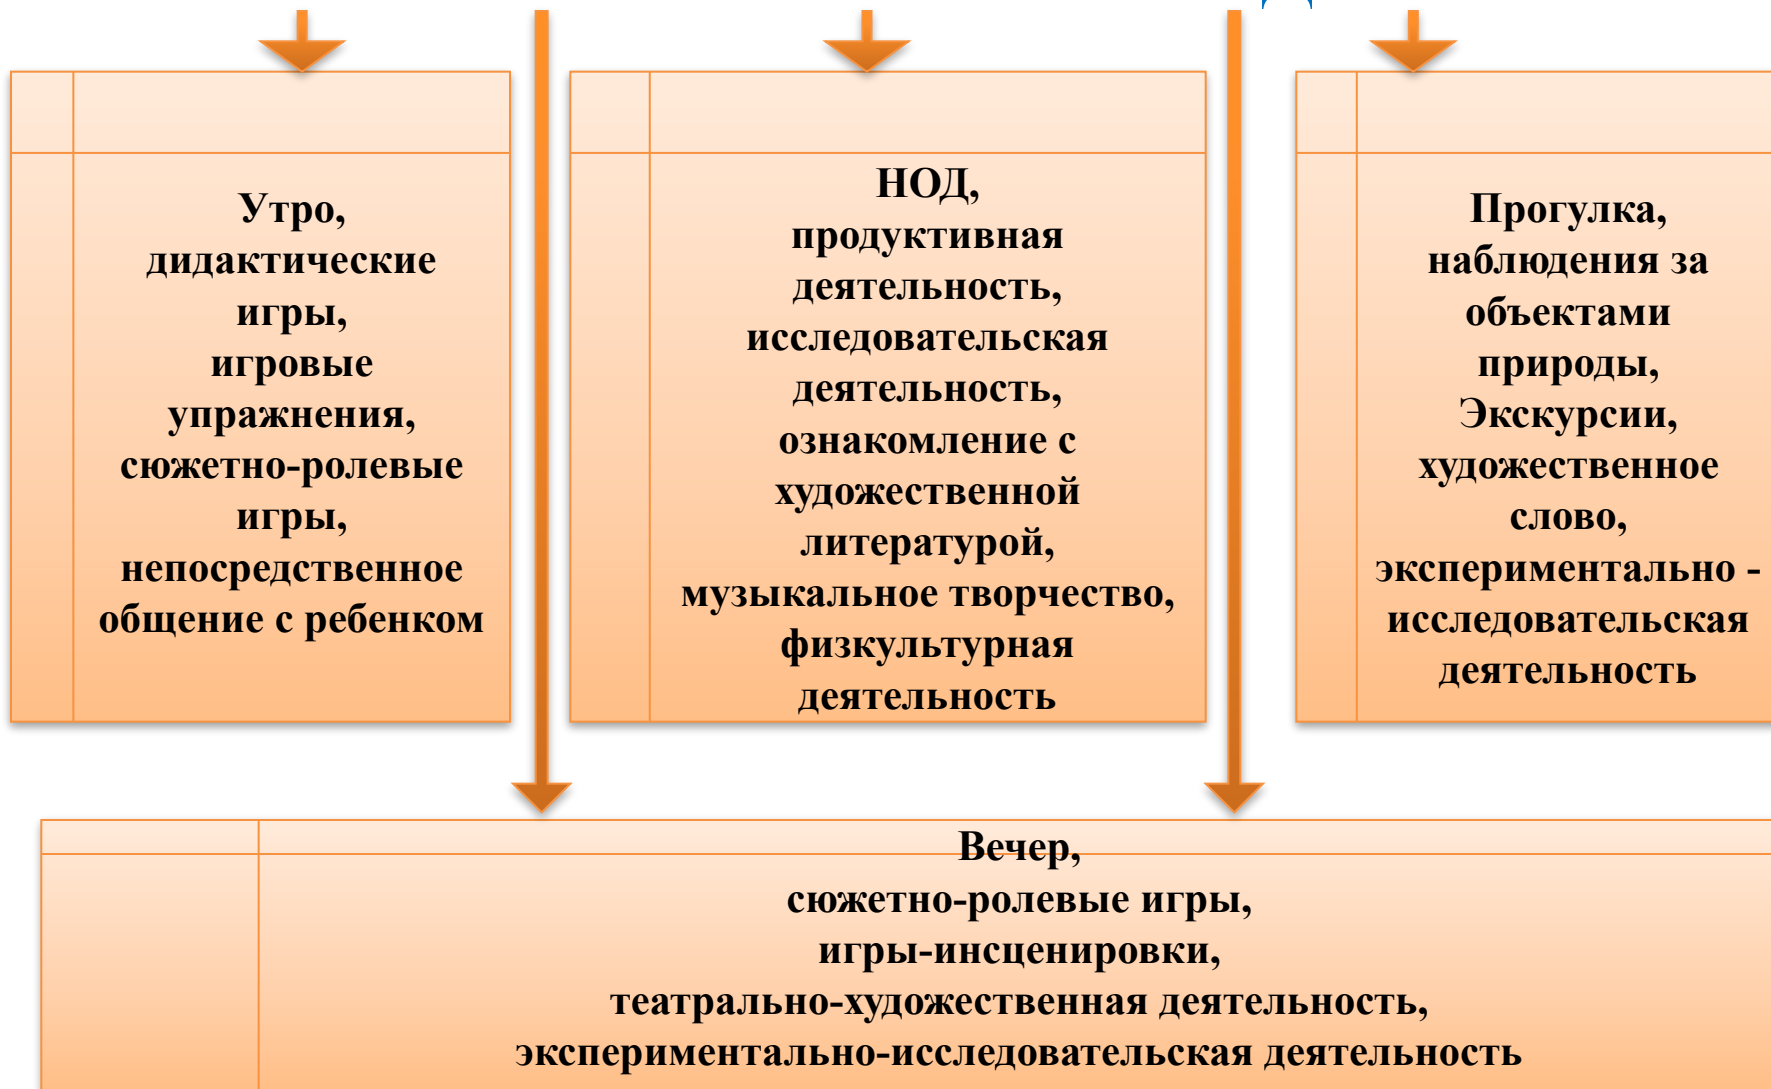 Утро,
дидактические
игры,
игровые
упражнения,
сюжетно-ролевые
игры,
непосредственное
общение с ребенком
НОД,
продуктивная
деятельность,
исследовательская
деятельность,
ознакомление с
художественной
литературой,
музыкальное творчество,
физкультурная
деятельность
Прогулка,
наблюдения за
объектами
природы,
Экскурсии,
художественное
слово,
экспериментально -
исследовательская
деятельность
Вечер,
сюжетно-ролевые игры,
игры-инсценировки,
театрально-художественная деятельность,
экспериментально-исследовательская деятельность